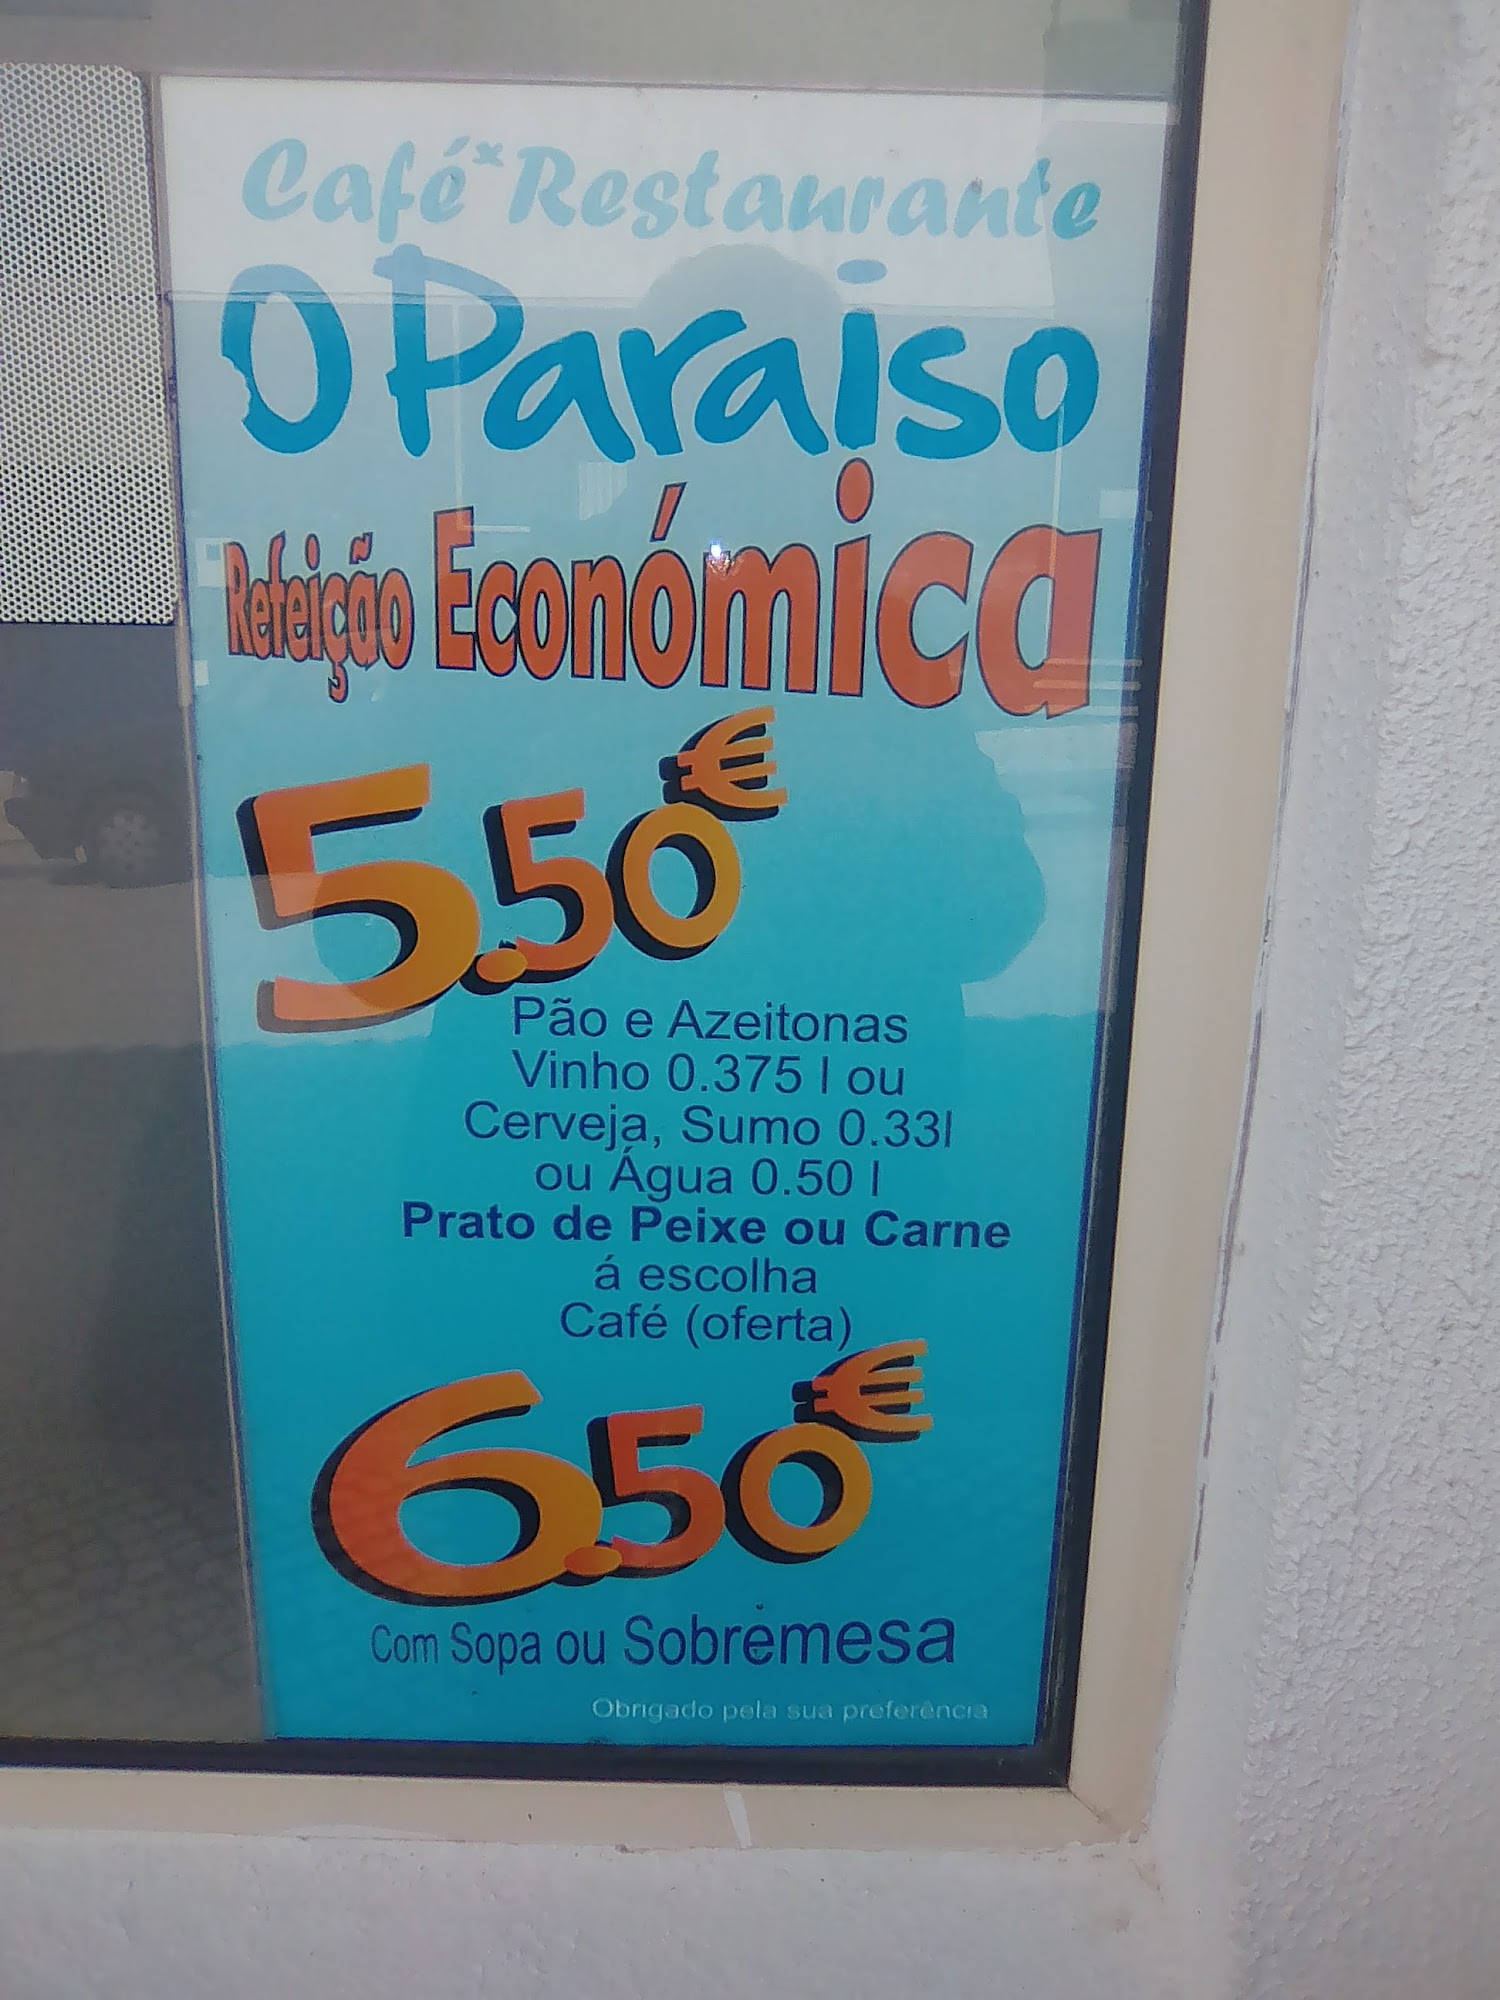 Café Restaurante
O Paraiso
Refeição Económica
5.50€
Pão e Azeitonas
Vinho 0.375 l ou
Cerveja, Sumo 0.33l
ou Água 0.50 l
Prato de Peixe ou Carne
á escolha
Café (oferta)
6.50€
Com Sopa ou Sobremesa
Obrigado pela sua preferência